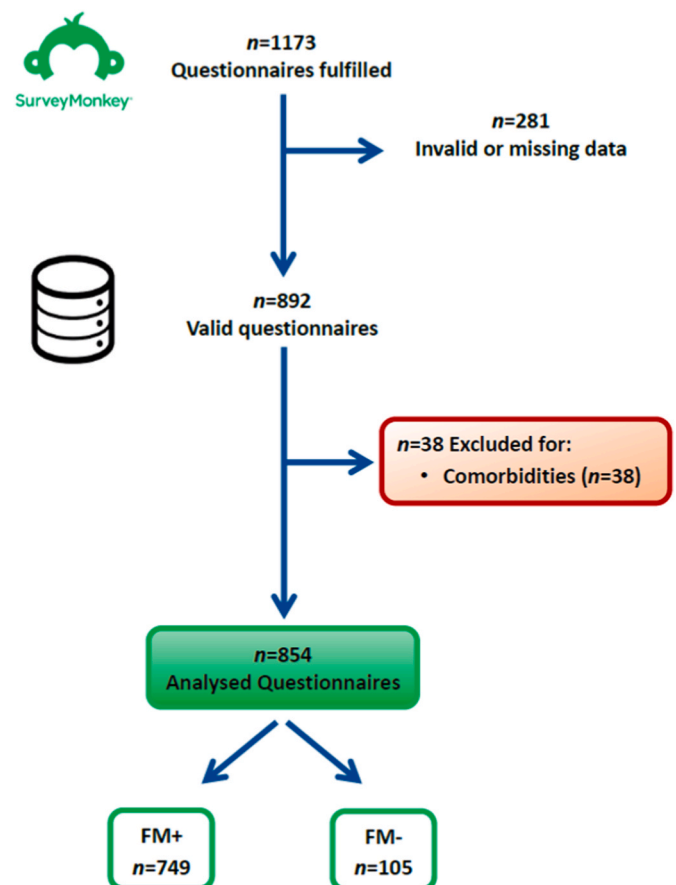 n=1173
Questionnaires fulfilled
SurveyMonkey
n=281
Invalid or missing data
n=892
Valid questionnaires
n=38 Excluded for:
• Comorbidities (n=38)
n=854
Analysed Questionnaires
FM+
n=749
FM-
n=105